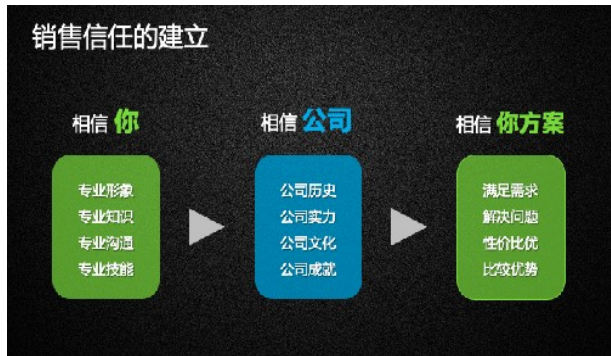 销售信任的建立
相信 你
专业形象
专业知识
专业沟通
专业技能
相信 公司
公司历史
公司实力
公司文化
公司成就
相信 你方案
满足需求
解决问题
性价比优
比较优势